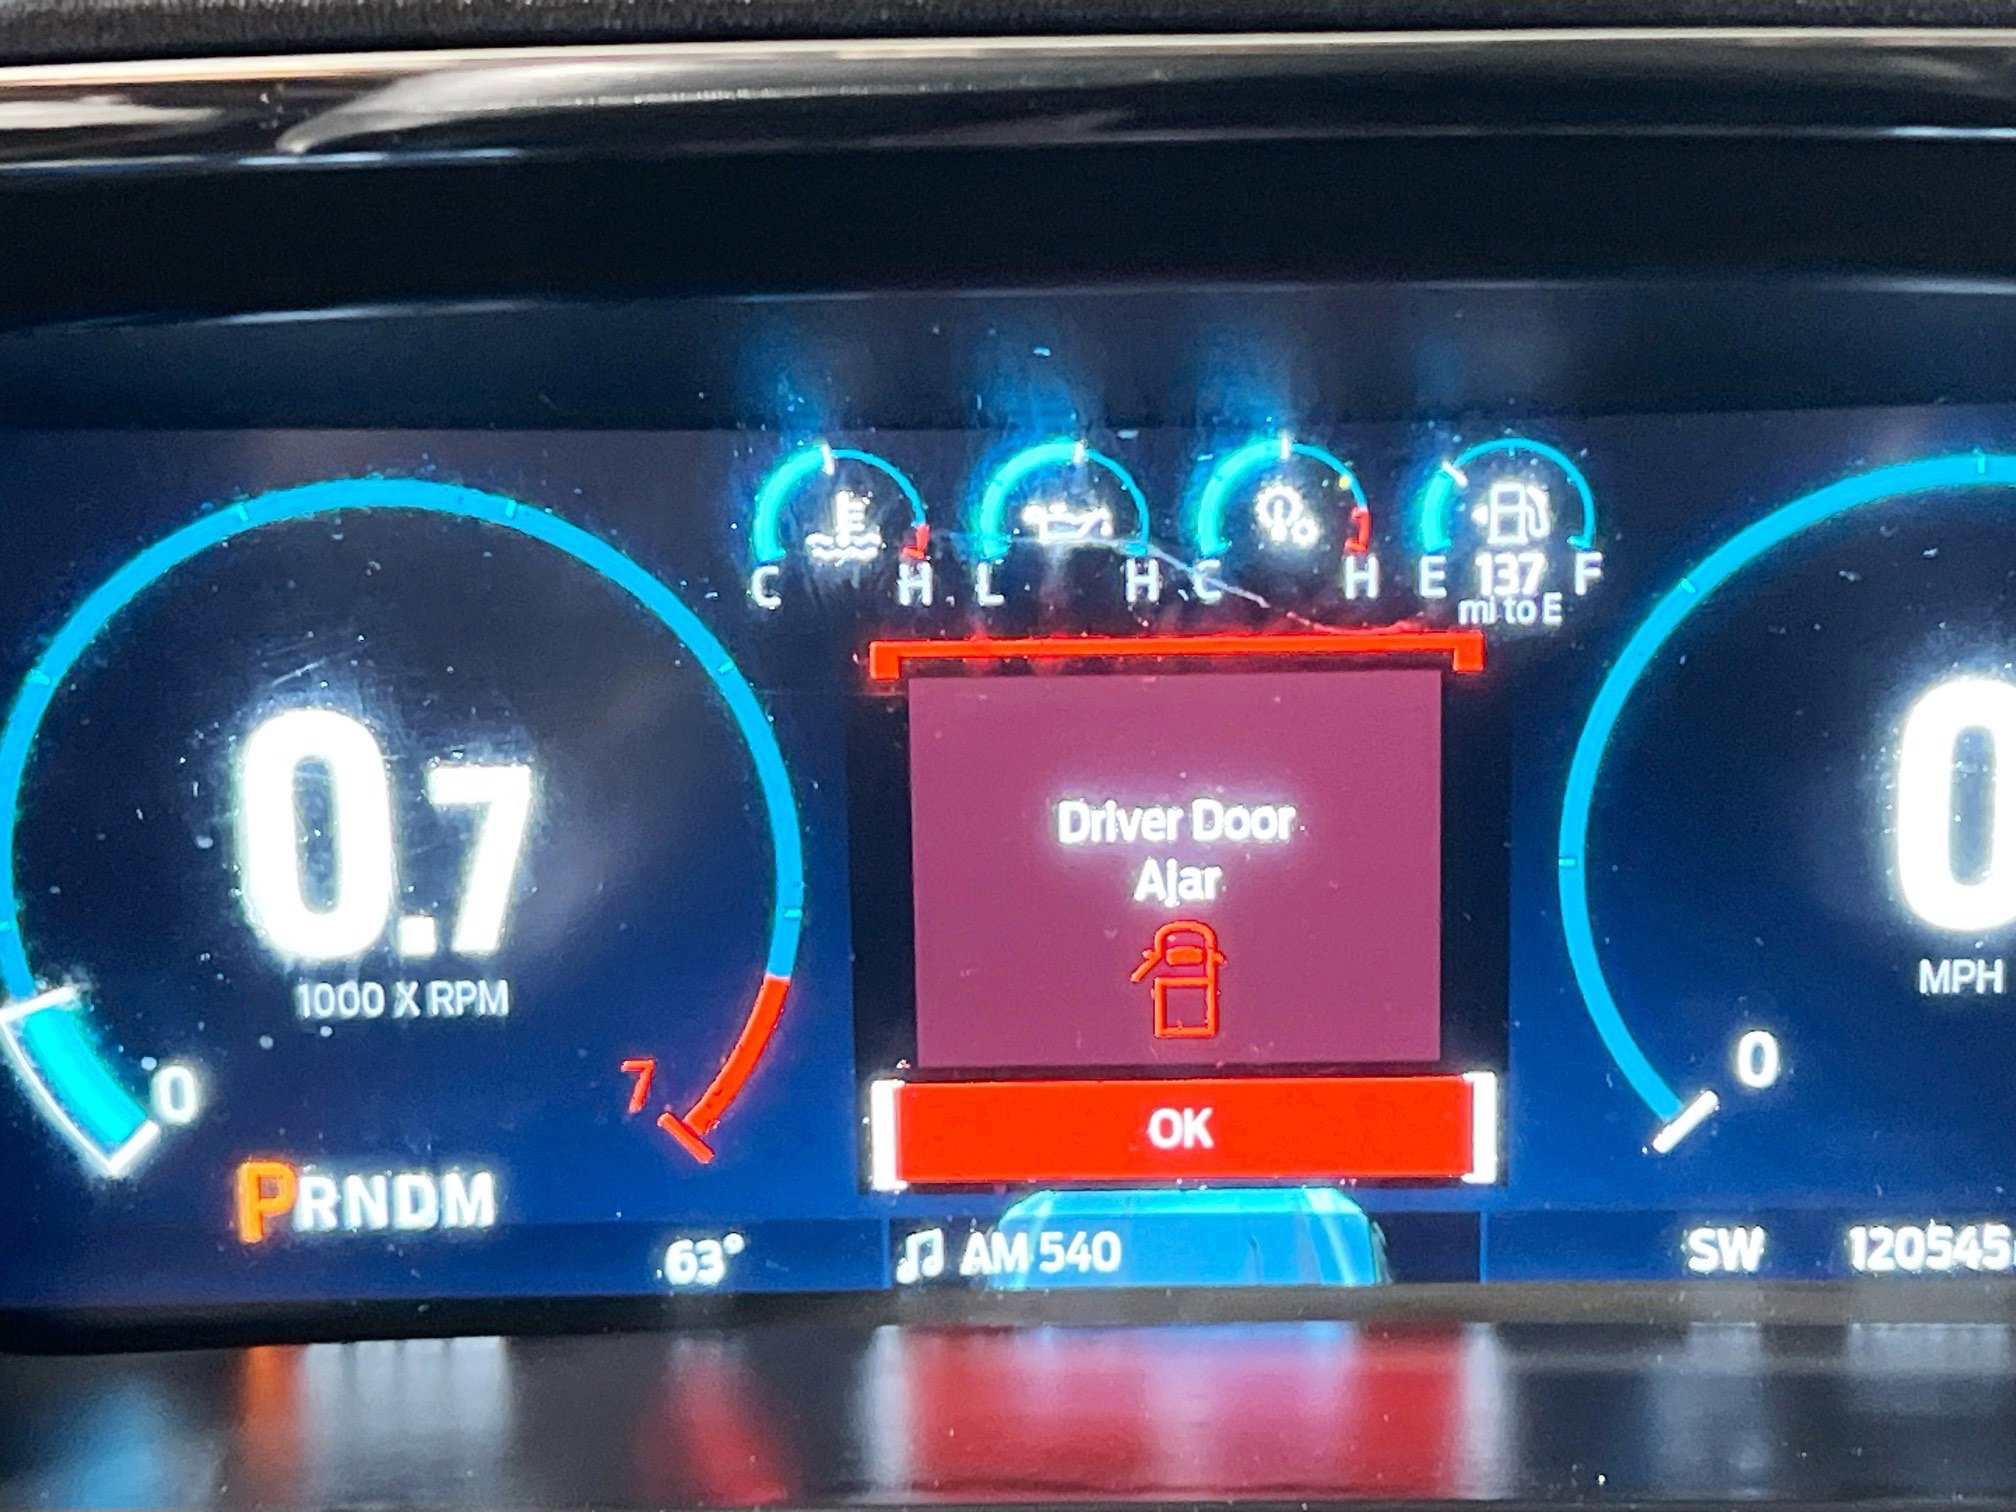 C H L H C H E 137 F
mi to E
0.7
1000 X RPM
0
7
PRNDM
63°
Driver Door
Ajar
OK
AM 540
0
MPH
0
SW
120545